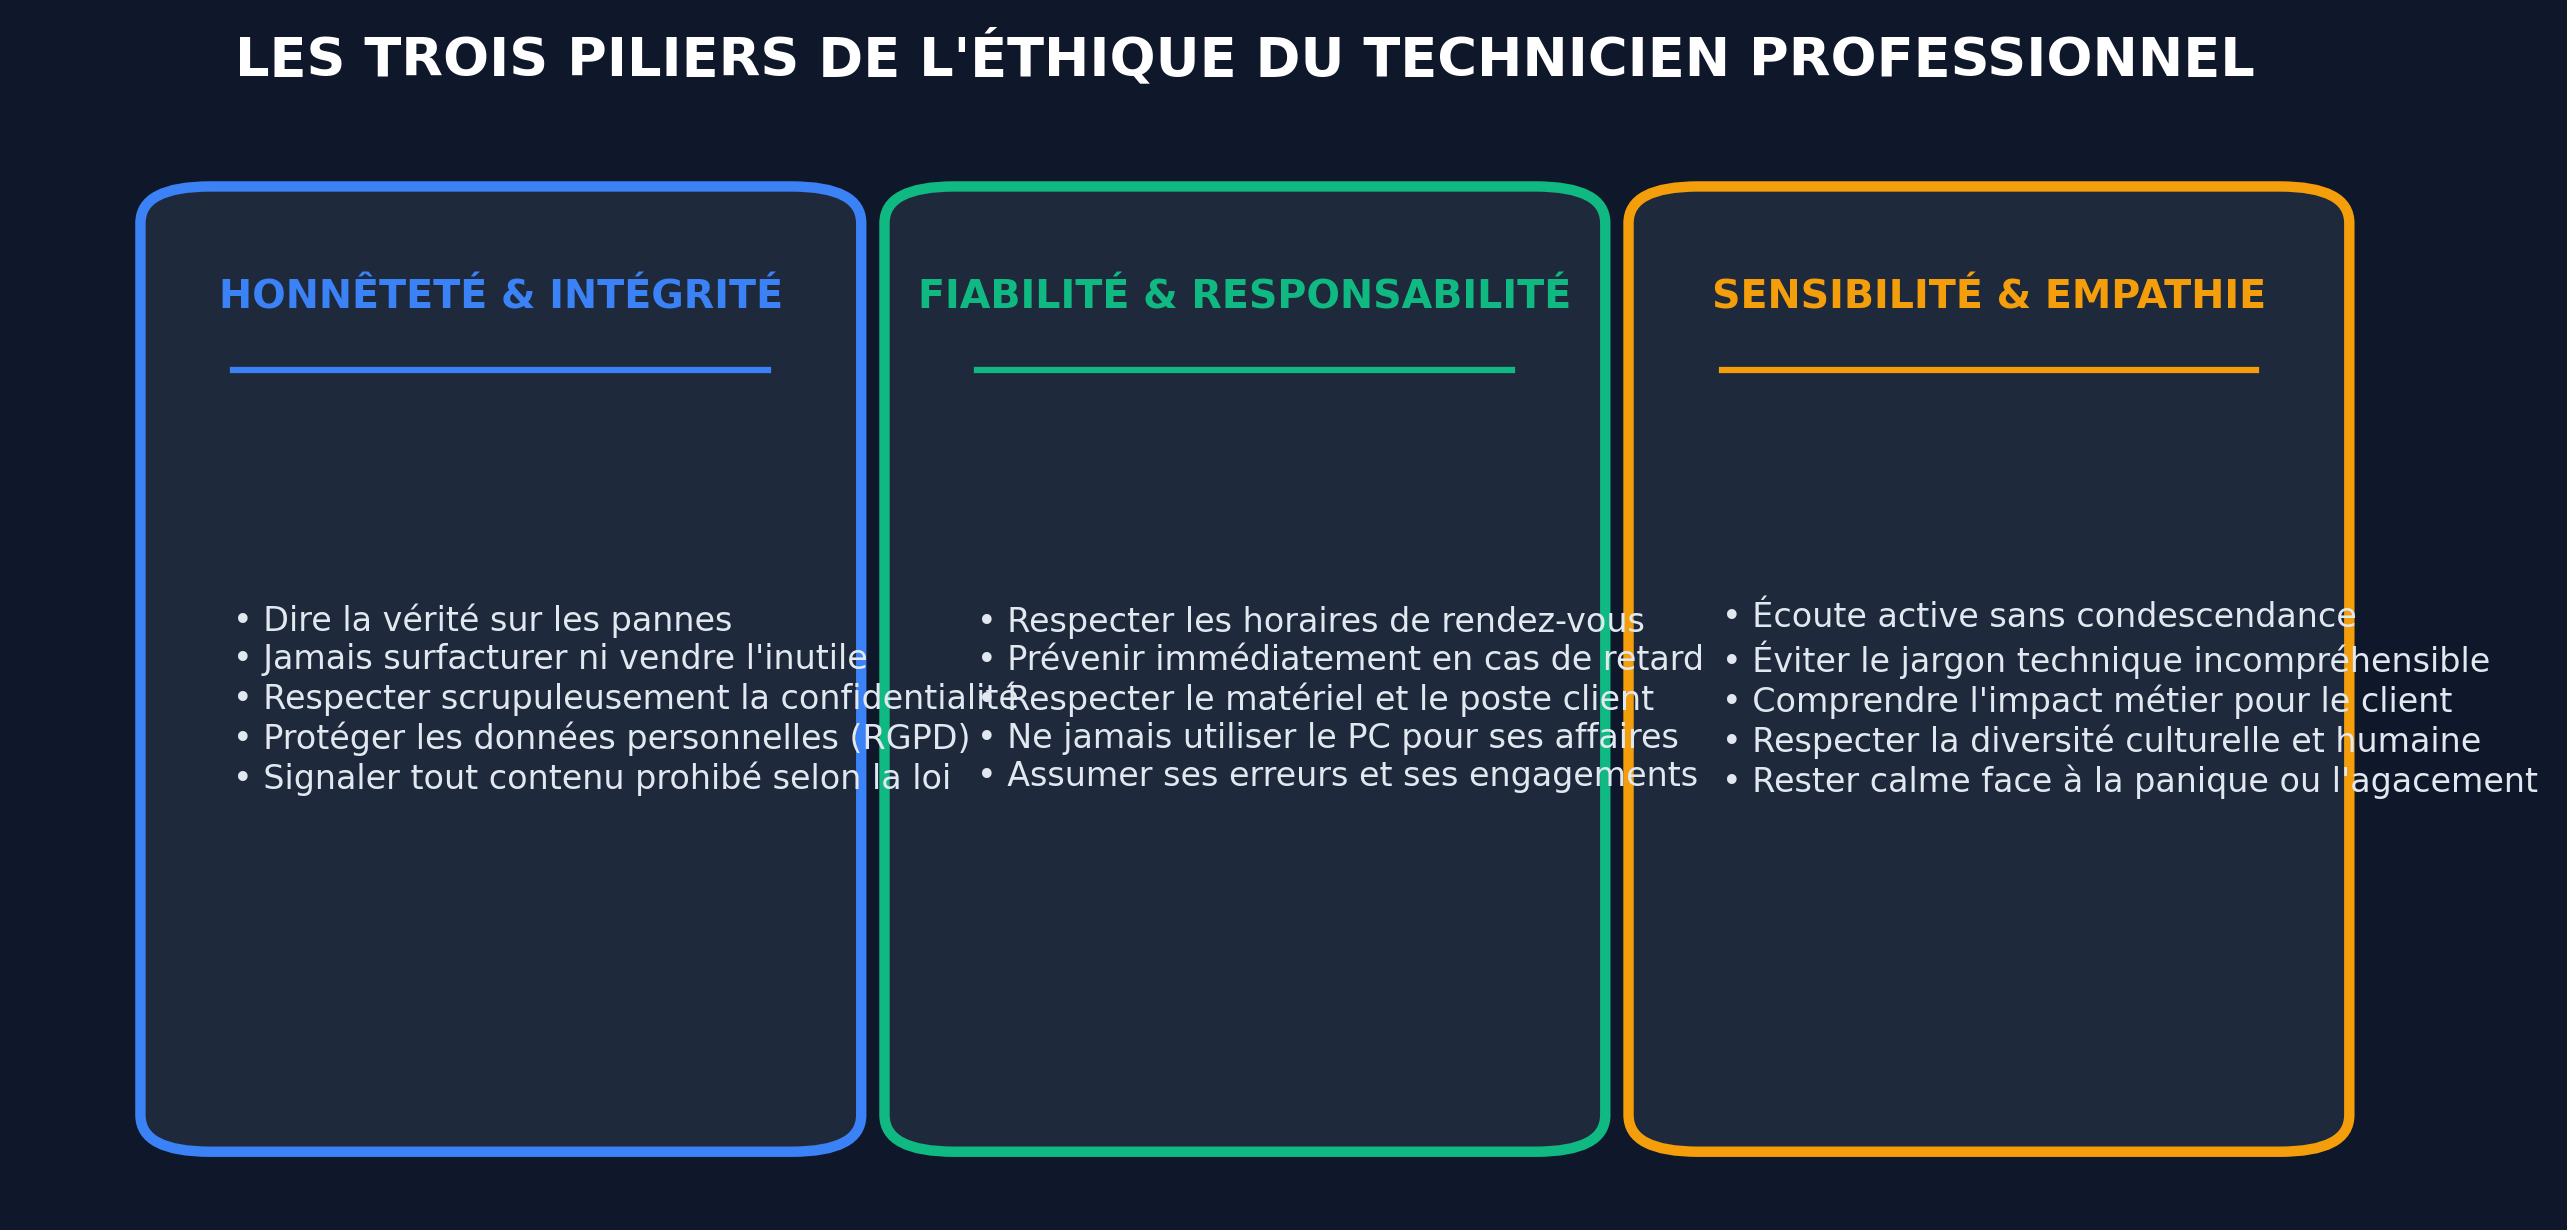 LES TROIS PILIERS DE L'ÉTHIQUE DU TECHNICIEN PROFESSIONNEL
HONNÊTETÉ & INTÉGRITÉ
• Dire la vérité sur les pannes
• Jamais surfacturer ni vendre l'inutile
• Respecter scrupuleusement la confidentialité
• Protéger les données personnelles (RGPD)
• Signaler tout contenu prohibé selon la loi
FIABILITÉ & RESPONSABILITÉ
• Respecter les horaires de rendez-vous
• Prévenir immédiatement en cas de retard
• Respecter le matériel et le poste client
• Ne jamais utiliser le PC pour ses affaires
• Assumer ses erreurs et ses engagements
SENSIBILITÉ & EMPATHIE
• Écoute active sans condescendance
• Éviter le jargon technique incompréhensible
• Comprendre l'impact métier pour le client
• Respecter la diversité culturelle et humaine
• Rester calme face à la panique ou l'agacement